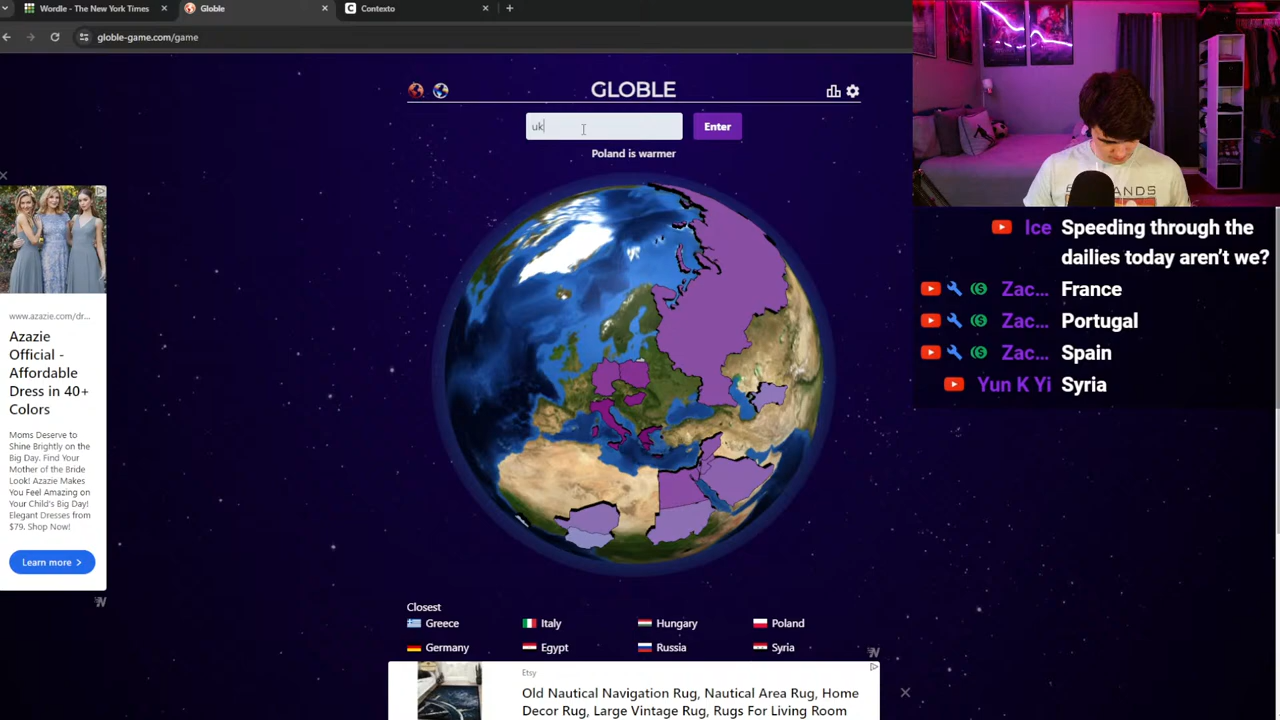 Wordle - The New York Times
Globle
Contexto
globle-game.com/game
GLOBLE
uk
Enter
Poland is warmer
www.azazie.com/dr...
Azazie
Official -
Affordable
Dress in 40+
Colors
Moms Deserve to
Shine Brightly on the
Big Day. Find Your
Mother of the Bride
Look! Azazie Makes
You Feel Amazing on
Your Child's Big Day!
Elegant Dresses from
$79. Shop Now!
Learn more
Ice Speeding through the
dailies today aren't we?
Zac... France
Zac... Portugal
Zac... Spain
Yun K Yi Syria
Closest
Greece Italy Hungary Poland
Germany Egypt Russia Syria
Etsy
Old Nautical Navigation Rug, Nautical Area Rug, Home
Decor Rug, Large Vintage Rug, Rugs For Living Room